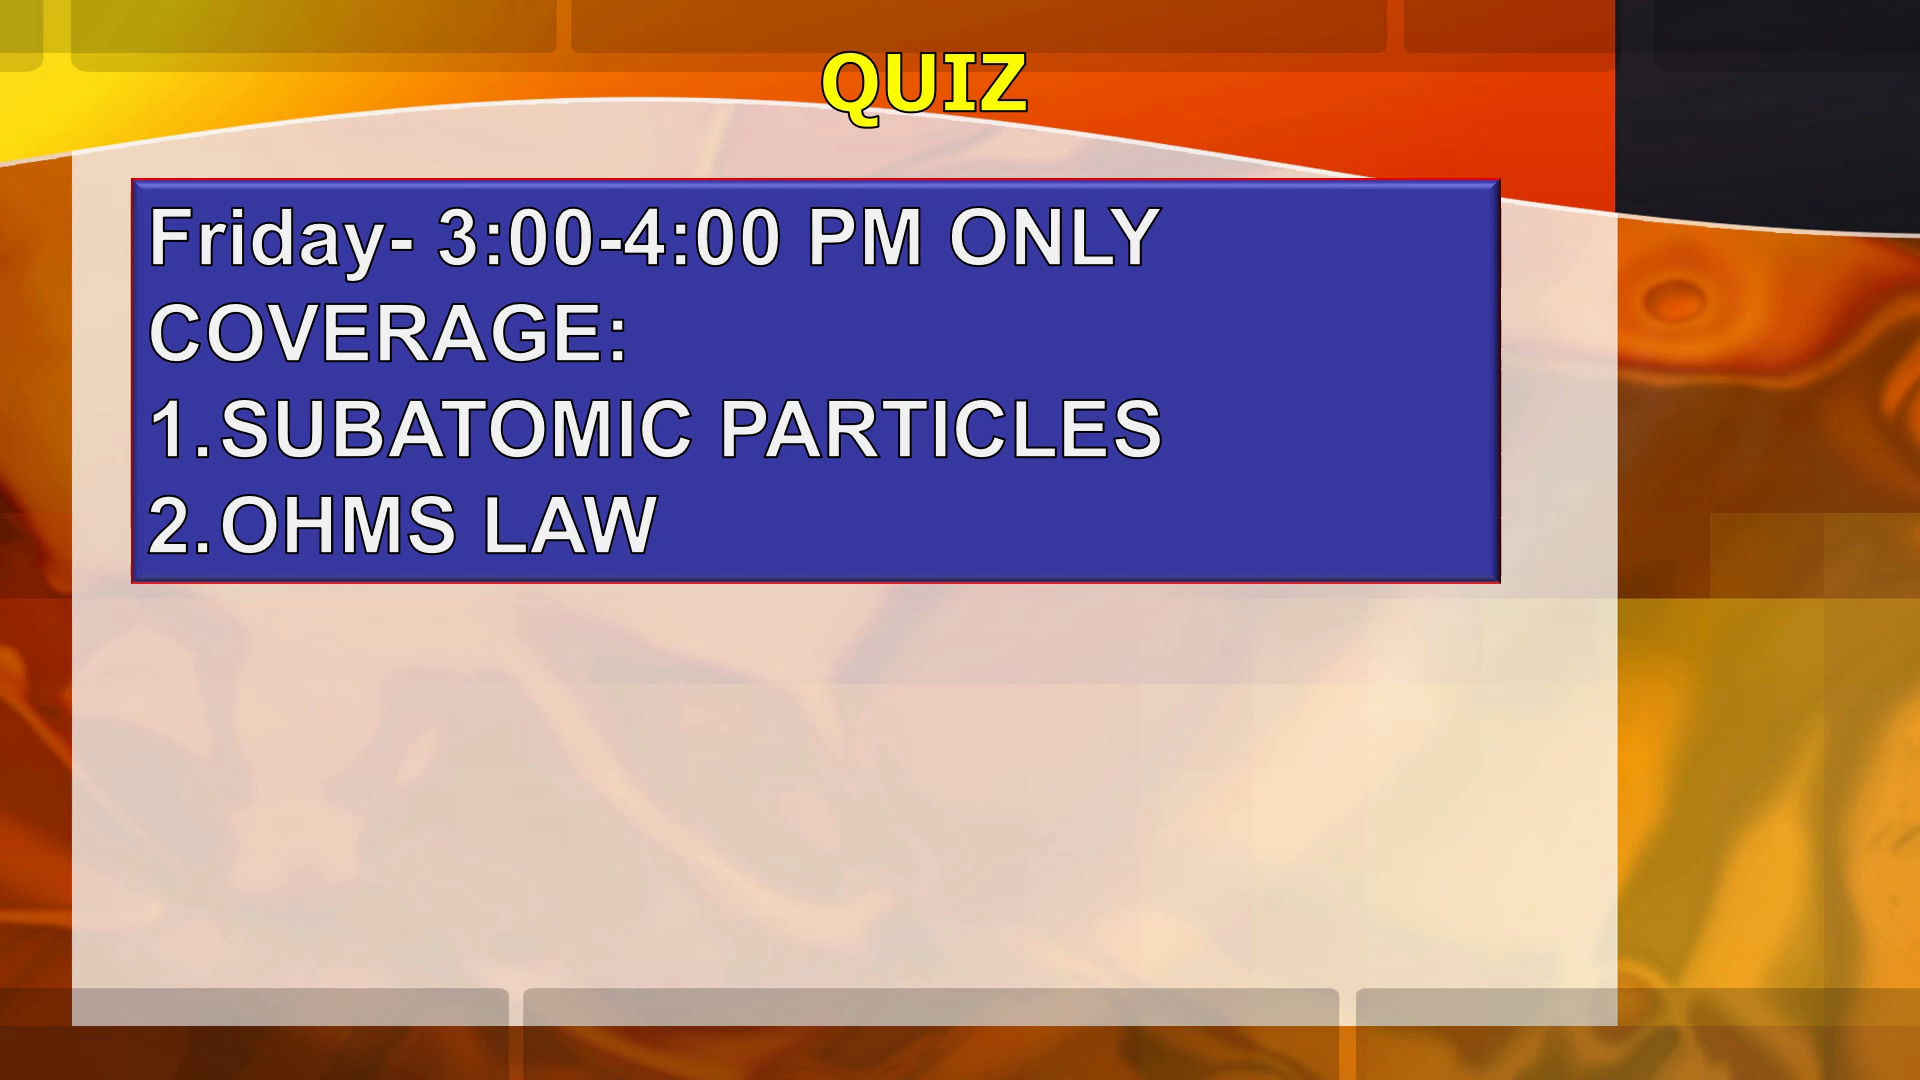 QUIZ
Friday- 3:00-4:00 PM ONLY
COVERAGE:
1.SUBATOMIC PARTICLES
2.OHMS LAW